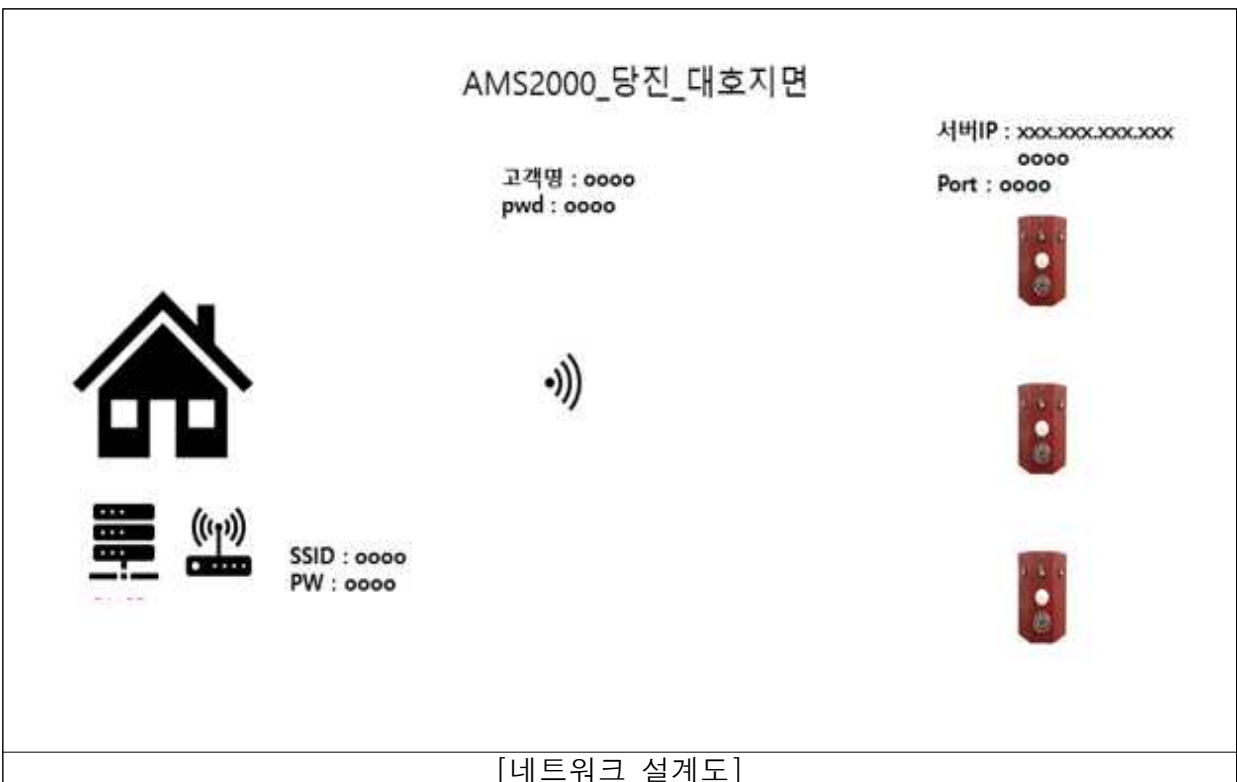 AMS2000_당진_대호지면
서버IP : xxx.xxx.xxx.xxx
oooo
Port : oooo
고객명 : oooo
pwd : oooo
SSID : oooo
PW : oooo
[네트워크 설계도]